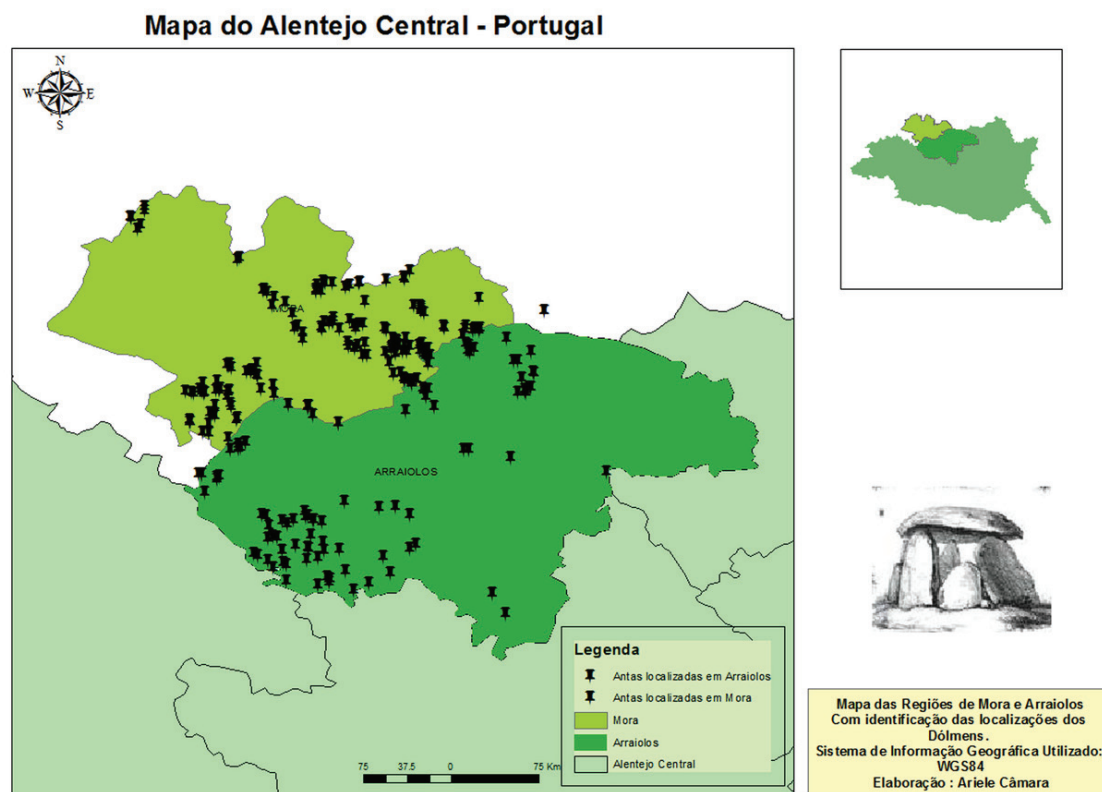 Mapa do Alentejo Central - Portugal
N
W E
S
MORA
ARRAIOLOS
Legenda
Antas localizadas em Arraiolos
Antas localizadas em Mora
Mora
Arraiolos
Alentejo Central
75 37.5 0 75 Km
Mapa das Regiões de Mora e Arraiolos
Com identificação das localizações dos
Dólmens.
Sistema de Informação Geográfica Utilizado:
WGS84
Elaboração : Ariele Câmara